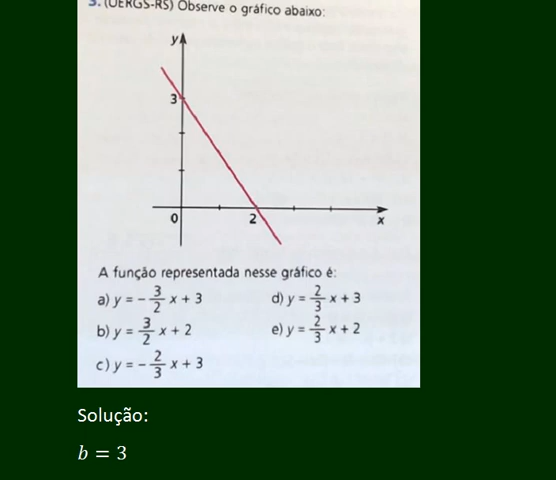 3. (UERGS-RS) Observe o gráfico abaixo:
y
3
0 2 x
A função representada nesse gráfico é:
a) y = -3/2 x + 3 d) y = 2/3 x + 3
b) y = 3/2 x + 2 e) y = 2/3 x + 2
c) y = -2/3 x + 3
Solução:
b = 3